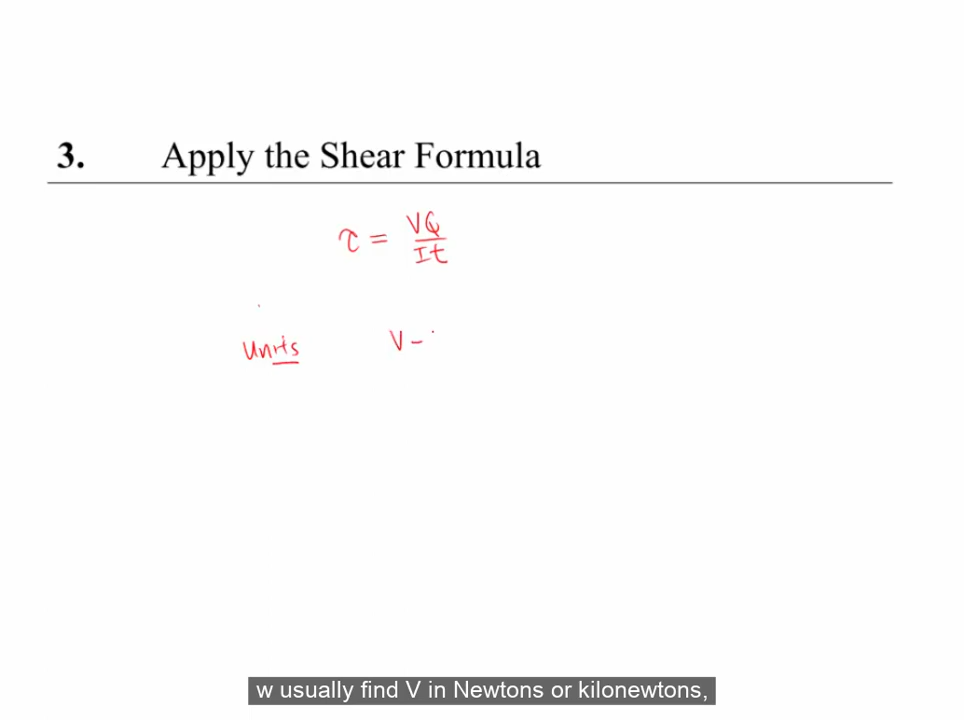 3. Apply the Shear Formula
τ = VQ/It
Units V -
w usually find V in Newtons or kilonewtons,